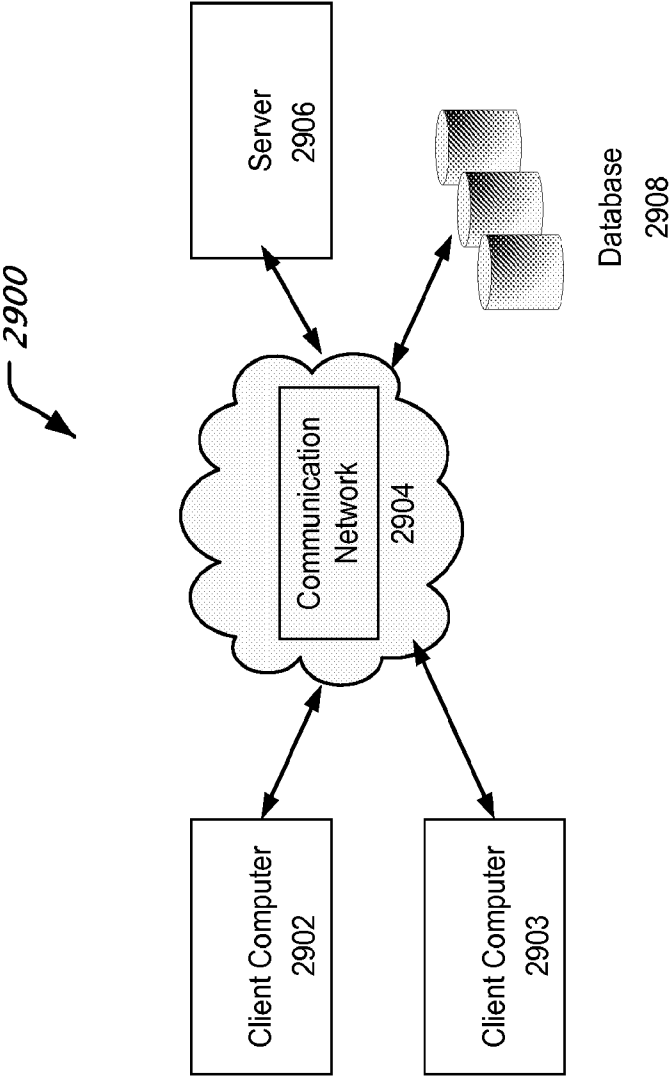 2900
Client Computer
2902
Client Computer
2903
Communication
Network
2904
Server
2906
Database
2908